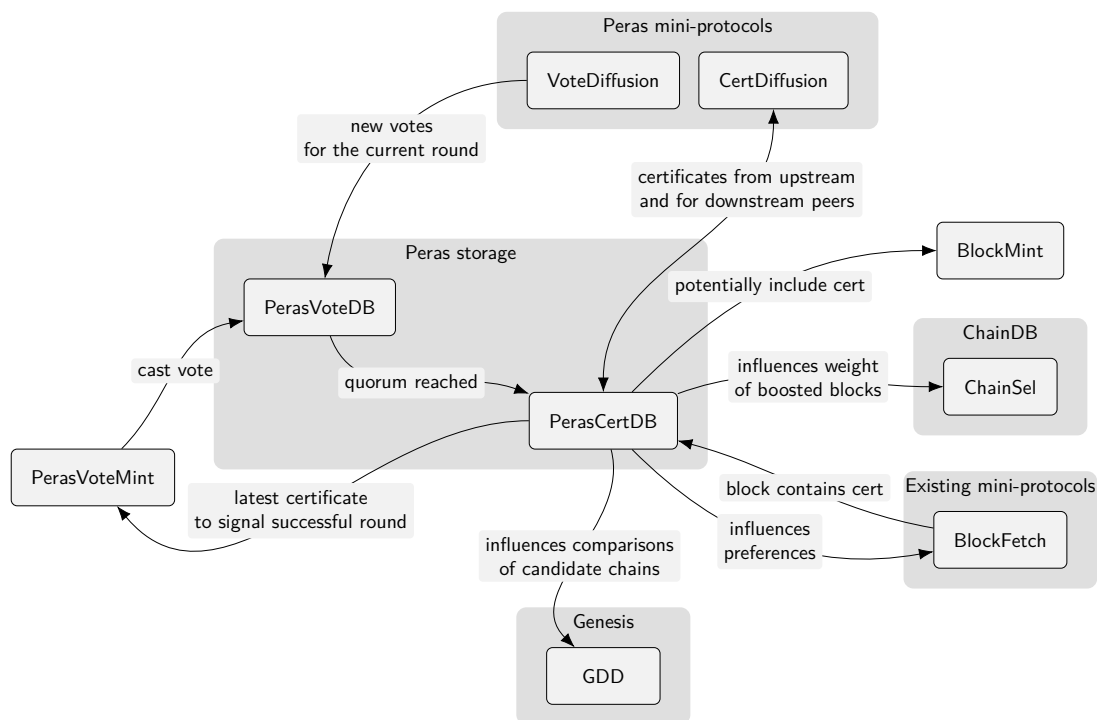 Peras mini-protocols
VoteDiffusion
CertDiffusion
new votes
for the current round
certificates from upstream
and for downstream peers
Peras storage
BlockMint
PerasVoteDB
potentially include cert
ChainDB
cast vote
quorum reached
influences weight
of boosted blocks
ChainSel
PerasCertDB
PerasVoteMint
latest certificate
to signal successful round
block contains cert
Existing mini-protocols
influences
preferences
BlockFetch
influences comparisons
of candidate chains
Genesis
GDD